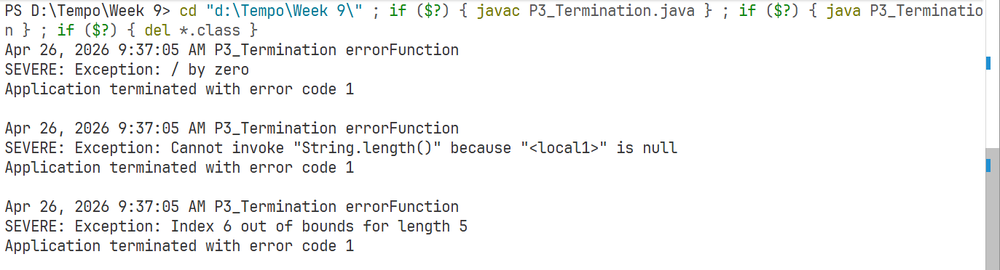 PS D:\Tempo\Week 9> cd "d:\Tempo\Week 9\" ; if ($?) { javac P3_Termination.java } ; if ($?) { java P3_Terminatio
n } ; if ($?) { del *.class }
Apr 26, 2026 9:37:05 AM P3_Termination errorFunction
SEVERE: Exception: / by zero
Application terminated with error code 1

Apr 26, 2026 9:37:05 AM P3_Termination errorFunction
SEVERE: Exception: Cannot invoke "String.length()" because "<local1>" is null
Application terminated with error code 1

Apr 26, 2026 9:37:05 AM P3_Termination errorFunction
SEVERE: Exception: Index 6 out of bounds for length 5
Application terminated with error code 1